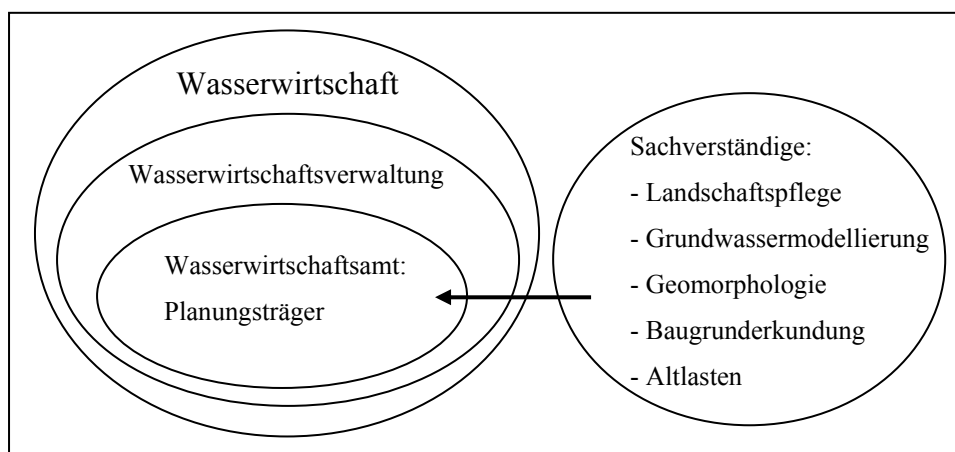 Wasserwirtschaft
Wasserwirtschaftsverwaltung
Wasserwirtschaftsamt:
Planungsträger
Sachverständige:
- Landschaftspflege
- Grundwassermodellierung
- Geomorphologie
- Baugrunderkundung
- Altlasten